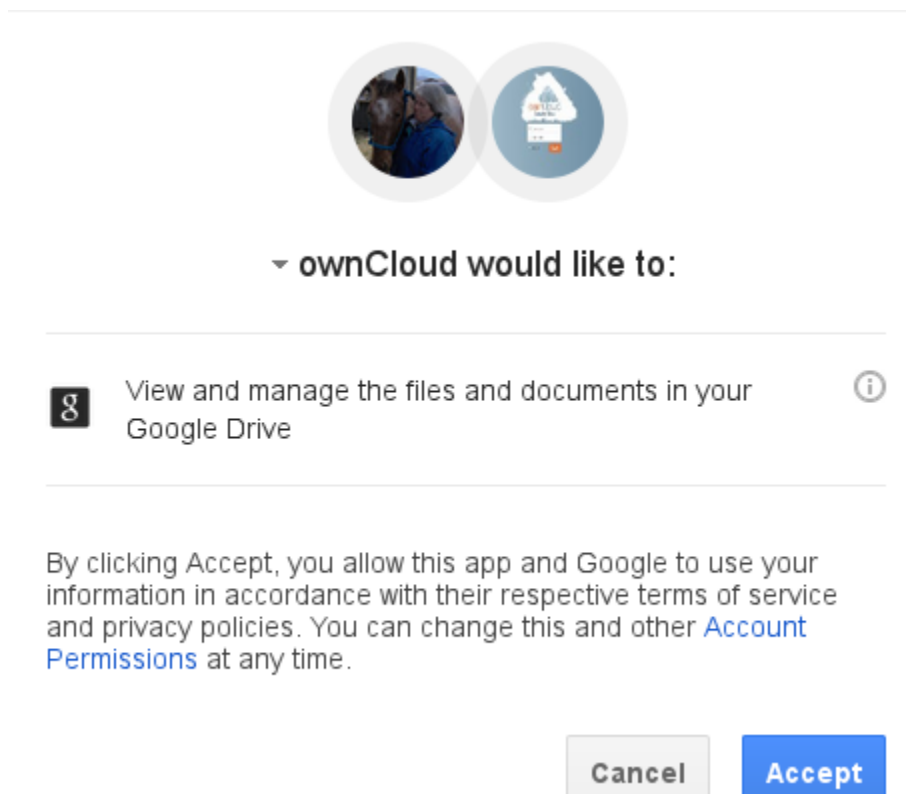 ownCloud would like to:
g
View and manage the files and documents in your
Google Drive
By clicking Accept, you allow this app and Google to use your
information in accordance with their respective terms of service
and privacy policies. You can change this and other Account
Permissions at any time.
Cancel
Accept